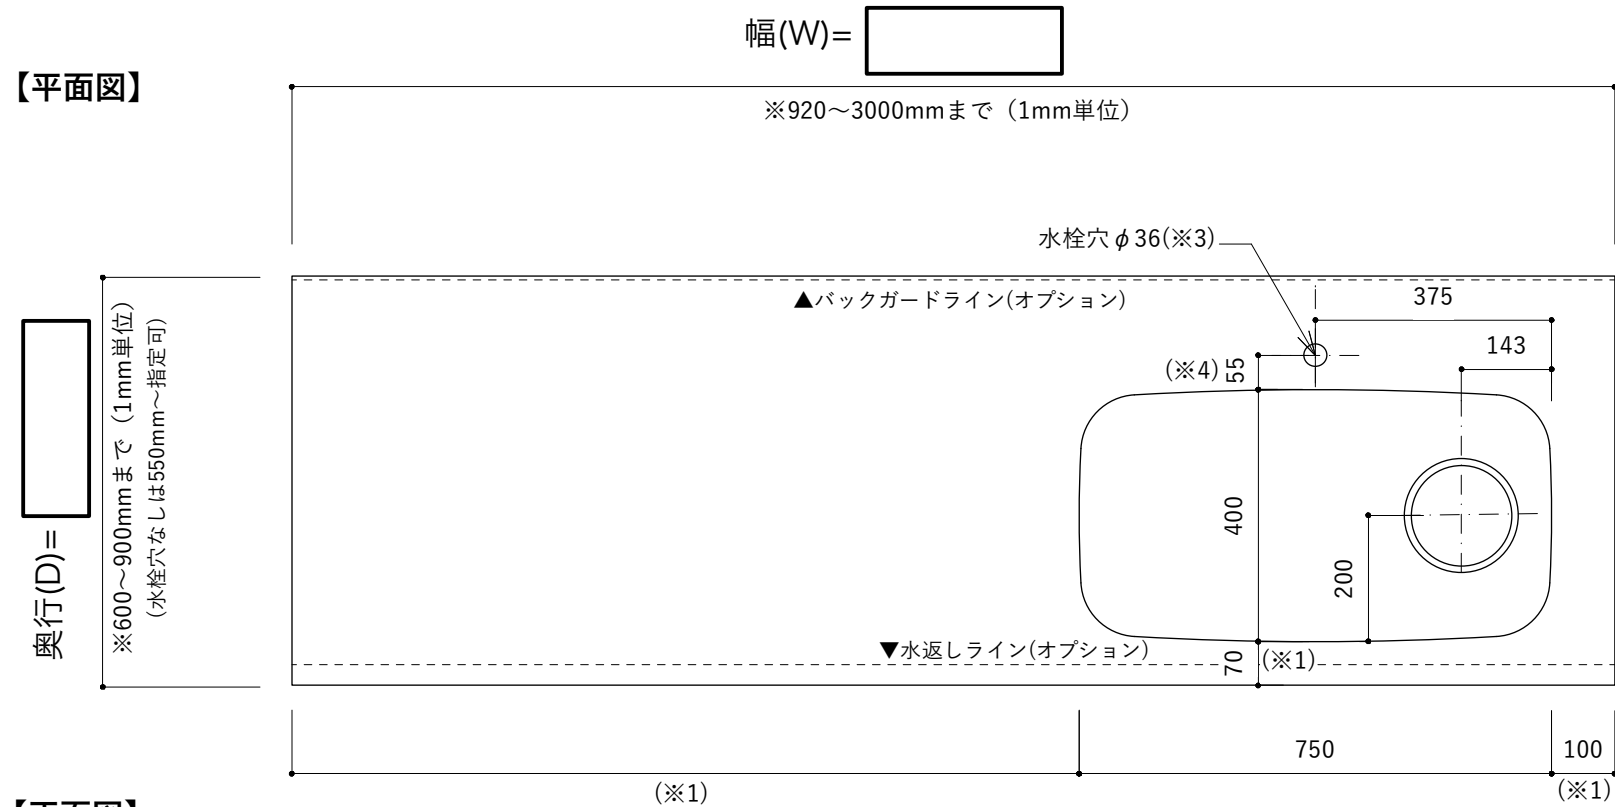 幅(W)=
【平面図】
※920～3000mmまで（1mm単位）
水栓穴φ36(※3)
▲バックガードライン(オプション)
375
143
(※4)
55
奥行(D)=
※600～900mmまで（1mm単位）
(水栓穴なしは550mm～指定可)
400
200
▼水返しライン(オプション)
70
(※1)
750
100
(※1)
(※1)
【平面図】